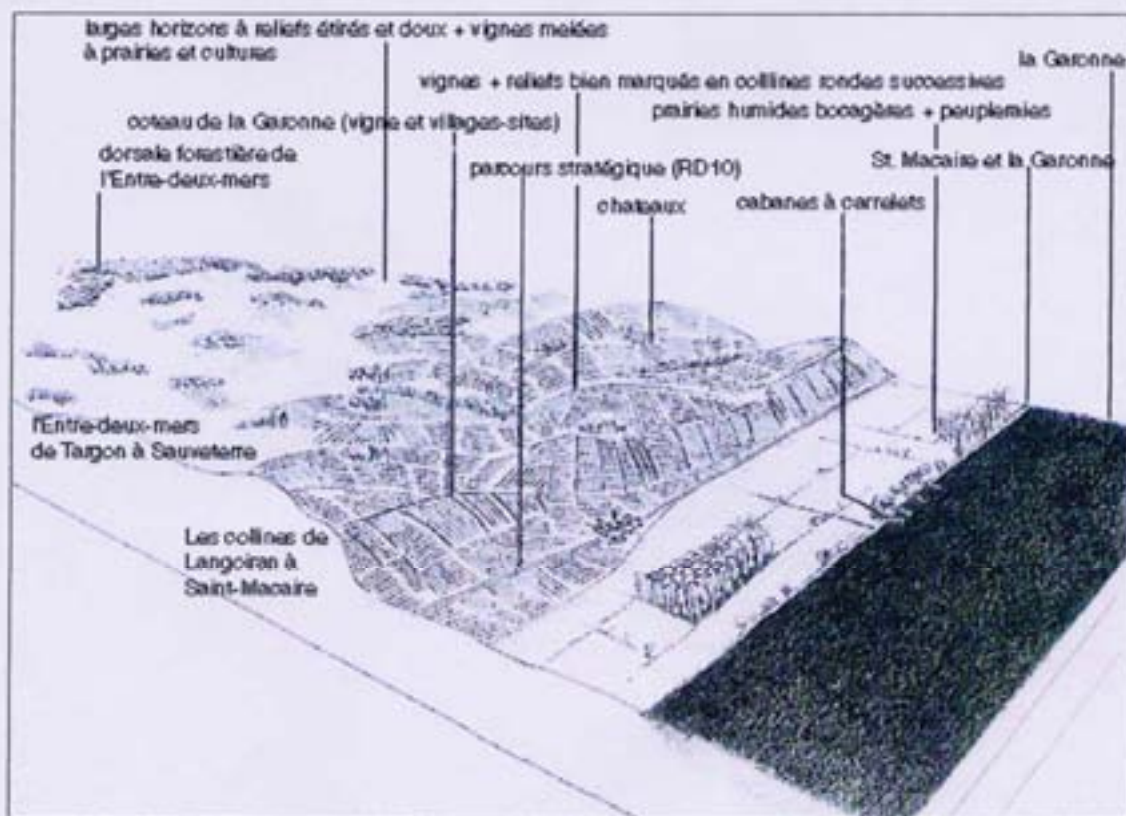 larges horizons à reliefs étirés et doux + vignes melées
à prairies et cultures
la Garonne
vignes + reliefs bien marqués en colllines rondes successives
prairies humides bocagères + peupleraies
coteau de la Garonne (vigne et villages-sites)
dorsale forestière de
l'Entre-deux-mers
parcours stratégique (RD10)
St. Macaire et la Garonne
chateaux
cabanes à carrelets
l'Entre-deux-mers
de Targon à Sauveterre
Les collines de
Langoiran à
Saint-Macaire